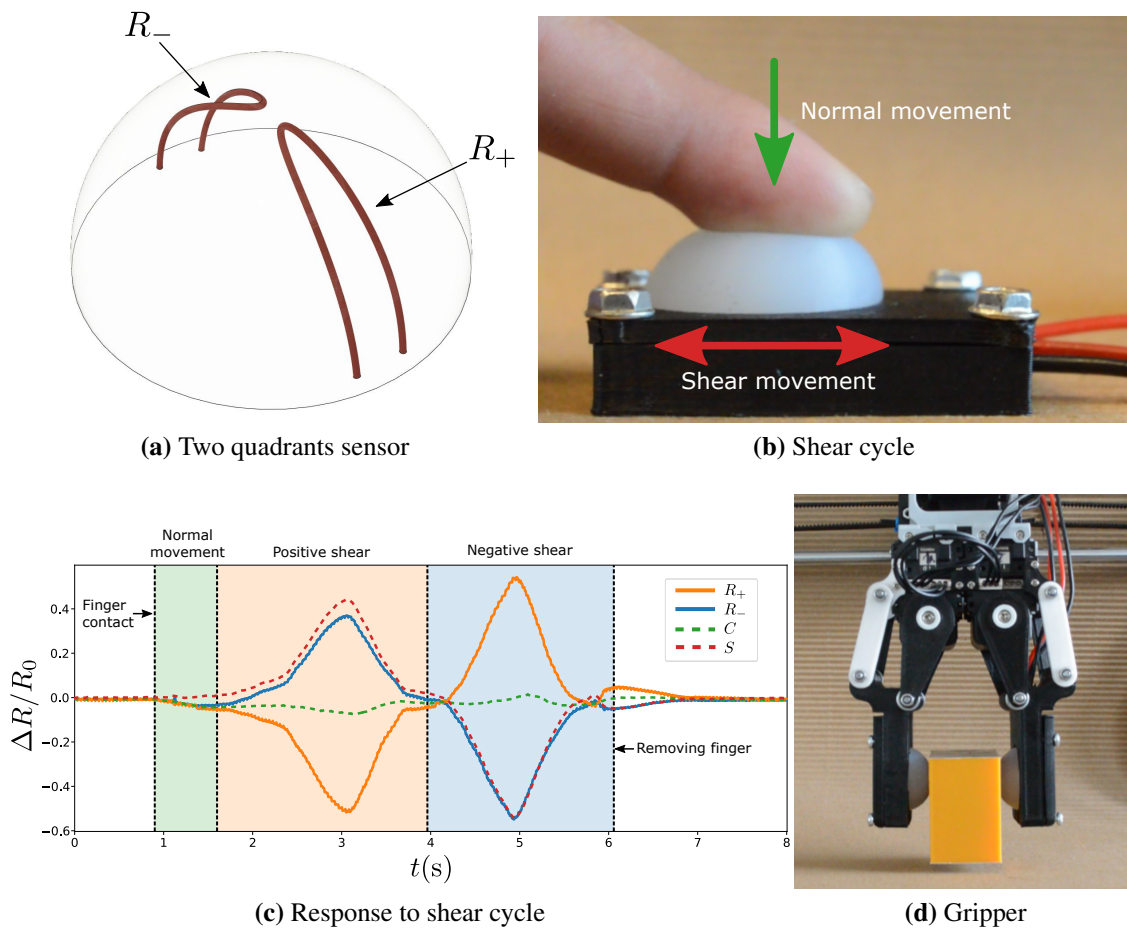 R_−
R_+
(a) Two quadrants sensor
Normal movement
Shear movement
(b) Shear cycle
Normal
movement
Positive shear
Negative shear
Finger
contact
R_+
R_−
C
S
Removing finger
0.4
0.2
0.0
−0.2
−0.4
−0.6
ΔR/R_0
0 1 2 3 4 5 6 7 8
t(s)
(c) Response to shear cycle
(d) Gripper